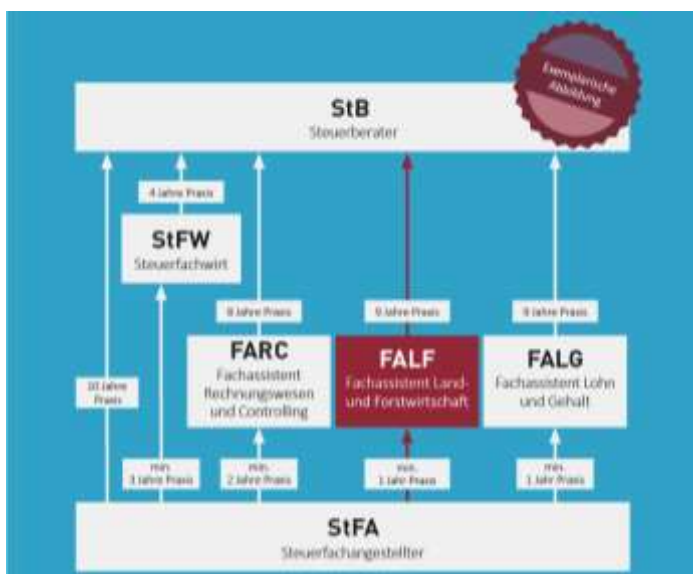 Exemplarische
Abbildung
StB
Steuerberater
4 Jahre Praxis
StFW
Steuerfachwirt
8 Jahre Praxis
9 Jahre Praxis
9 Jahre Praxis
FARC
Fachassistent
Rechnungswesen
und Controlling
FALF
Fachassistent Land-
und Forstwirtschaft
FALG
Fachassistent Lohn
und Gehalt
10 Jahre
Praxis
min.
3 Jahre Praxis
min.
2 Jahre Praxis
min.
1 Jahr Praxis
min.
1 Jahr Praxis
StFA
Steuerfachangestellter